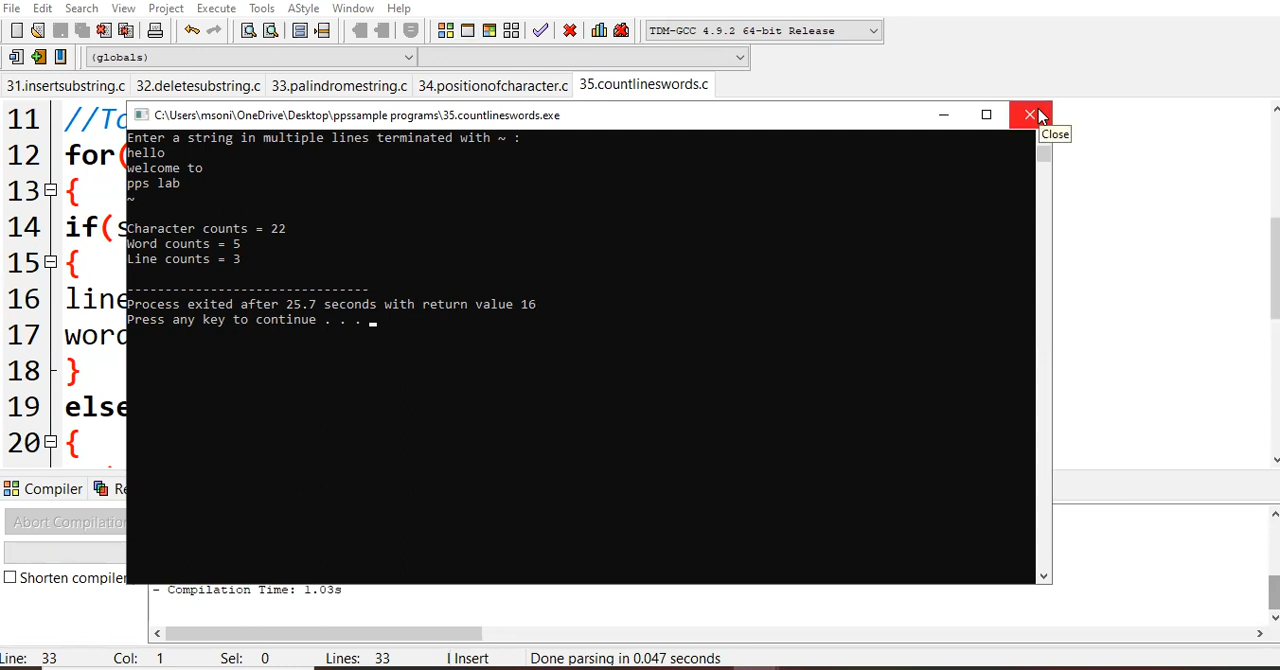 File Edit Search View Project Execute Tools AStyle Window Help
TDM-GCC 4.9.2 64-bit Release
(globals)
31.insertsubstring.c 32.deletesubstring.c 33.palindromestring.c 34.positionofcharacter.c 35.countlineswords.c
C:\Users\msoni\OneDrive\Desktop\ppssample programs\35.countlineswords.exe
Close
Enter a string in multiple lines terminated with ~ :
hello
welcome to
pps lab
~
Character counts = 22
Word counts = 5
Line counts = 3
--------------------------------
Process exited after 25.7 seconds with return value 16
Press any key to continue . . .
11 //To
12 for(
13 {
14 if(s
15 {
16 line
17 word
18 }
19 else
20 {
Compiler Re
Abort Compilation
Shorten compiler
- Compilation Time: 1.03s
Line: 33 Col: 1 Sel: 0 Lines: 33 Insert Done parsing in 0.047 seconds